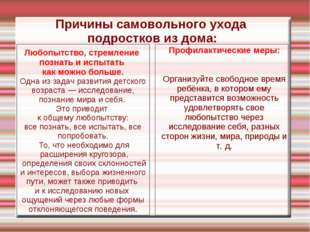 Причины самовольного ухода
подростков из дома:
Любопытство, стремление
познать и испытать
как можно больше.
Одна из задач развития детского
возраста — исследование,
познание мира и себя.
Это приводит
к общему любопытству:
все познать, все испытать, все
попробовать.
То, что необходимо для
расширения кругозора,
определения своих склонностей
и интересов, выбора жизненного
пути, может также приводить
и к исследованию новых
ощущений через любые формы
отклоняющегося поведения.
Профилактические меры:
Организуйте свободное время
ребёнка, в котором ему
представится возможность
удовлетворять свое
любопытство через
исследование себя, разных
сторон жизни, мира, природы и
т. д.